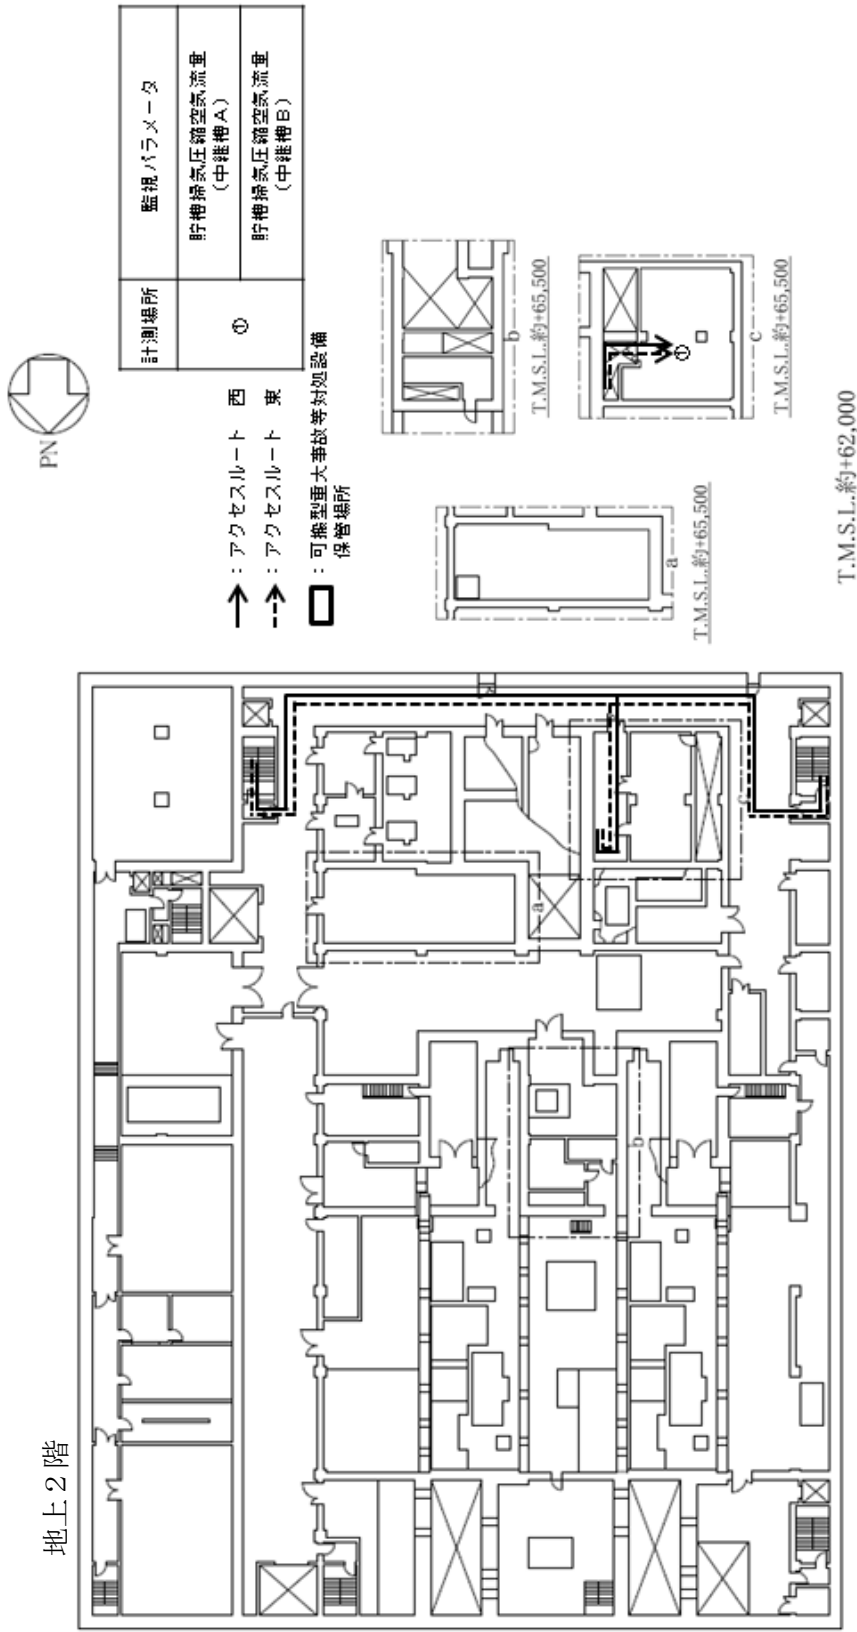 地上２階
PN
計測場所
監視パラメータ
①
貯槽掃気圧縮空気流量
（中継槽Ａ）
貯槽掃気圧縮空気流量
（中継槽Ｂ）
：アクセスルート　西
：アクセスルート　東
：可搬型重大事故等対処設備
保管場所
a
b
c
a
T.M.S.L.約+65,500
b
T.M.S.L.約+65,500
①
c
T.M.S.L.約+65,500
T.M.S.L.約+62,000